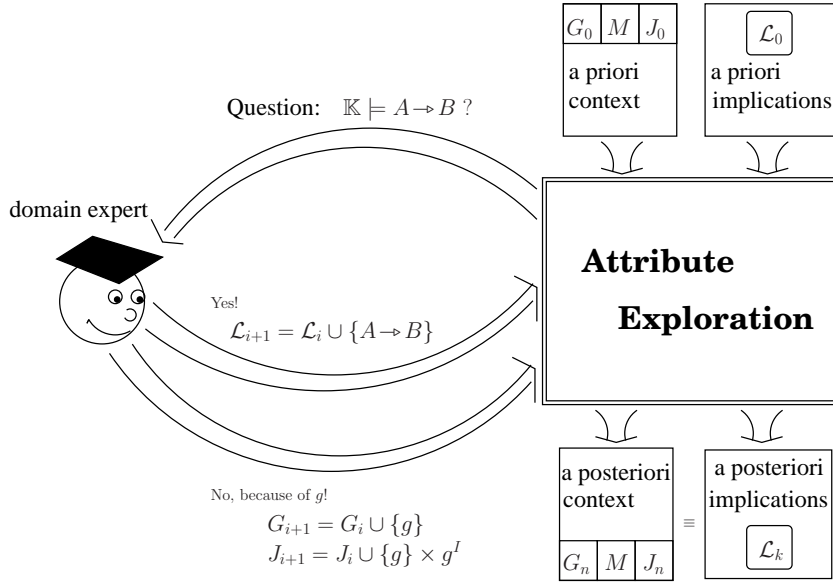 G₀ M J₀
a priori
context
ℒ₀
a priori
implications
Question: 𝕂 ⊨ A → B ?
domain expert
Attribute
Exploration
Yes!
ℒᵢ₊₁ = ℒᵢ ∪ {A → B}
No, because of g!
Gᵢ₊₁ = Gᵢ ∪ {g}
Jᵢ₊₁ = Jᵢ ∪ {g} × gᴵ
a posteriori
context
Gₙ M Jₙ
≡
a posteriori
implications
ℒₖ